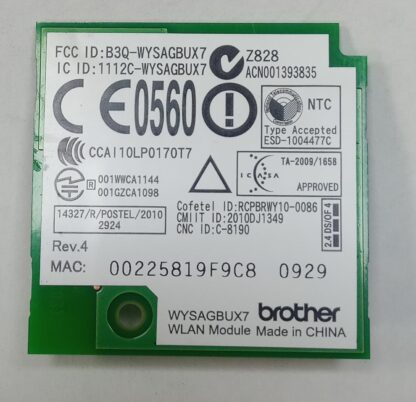 FCC ID:B3Q-WYSAGBUX7
IC ID:1112C-WYSAGBUX7
Z828
ACN001393835
CE0560
NTC
Type Accepted
ESD-1004477C
CCAI10LP0170T7
R 001WWCA1144
001GZCA1098
TA-2009/1658
ICASA
APPROVED
14327/R/POSTEL/2010
2924
Cofetel ID:RCPBRWY10-0086
CMIIT ID:2010DJ1349
CNC ID:C-8190
2.4 DS/OF 4
Rev.4
MAC: 00225819F9C8 0929
WYSAGBUX7 brother
WLAN Module Made in CHINA